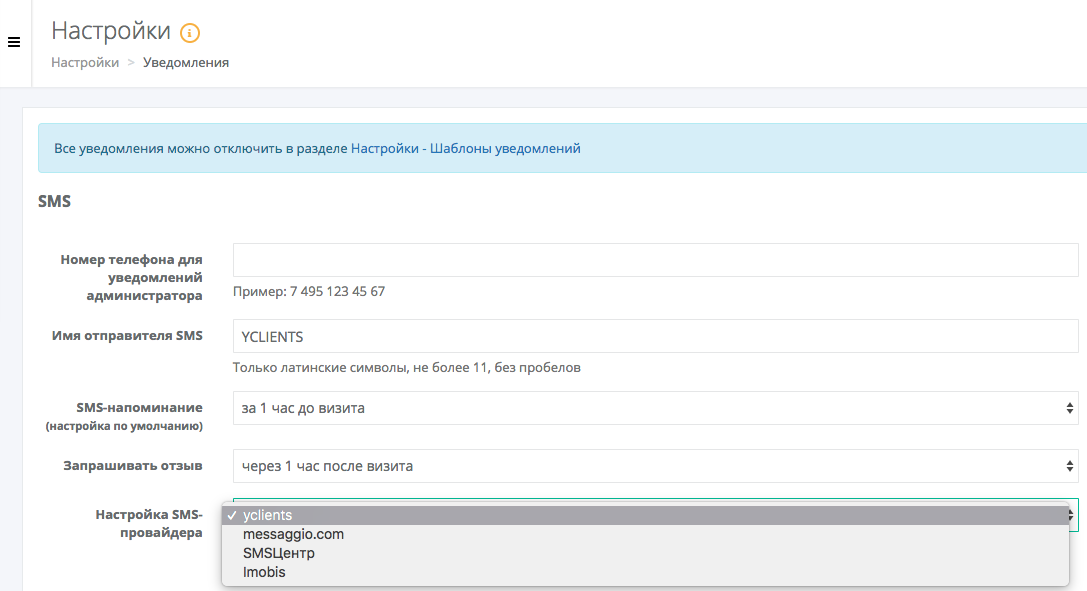 Настройки
Настройки > Уведомления
Все уведомления можно отключить в разделе Настройки - Шаблоны уведомлений
SMS
Номер телефона для
уведомлений
администратора
Пример: 7 495 123 45 67
Имя отправителя SMS
YCLIENTS
Только латинские символы, не более 11, без пробелов
SMS-напоминание
(настройка по умолчанию)
за 1 час до визита
Запрашивать отзыв
через 1 час после визита
Настройка SMS-
провайдера
✓ yclients
messaggio.com
SMSЦентр
Imobis